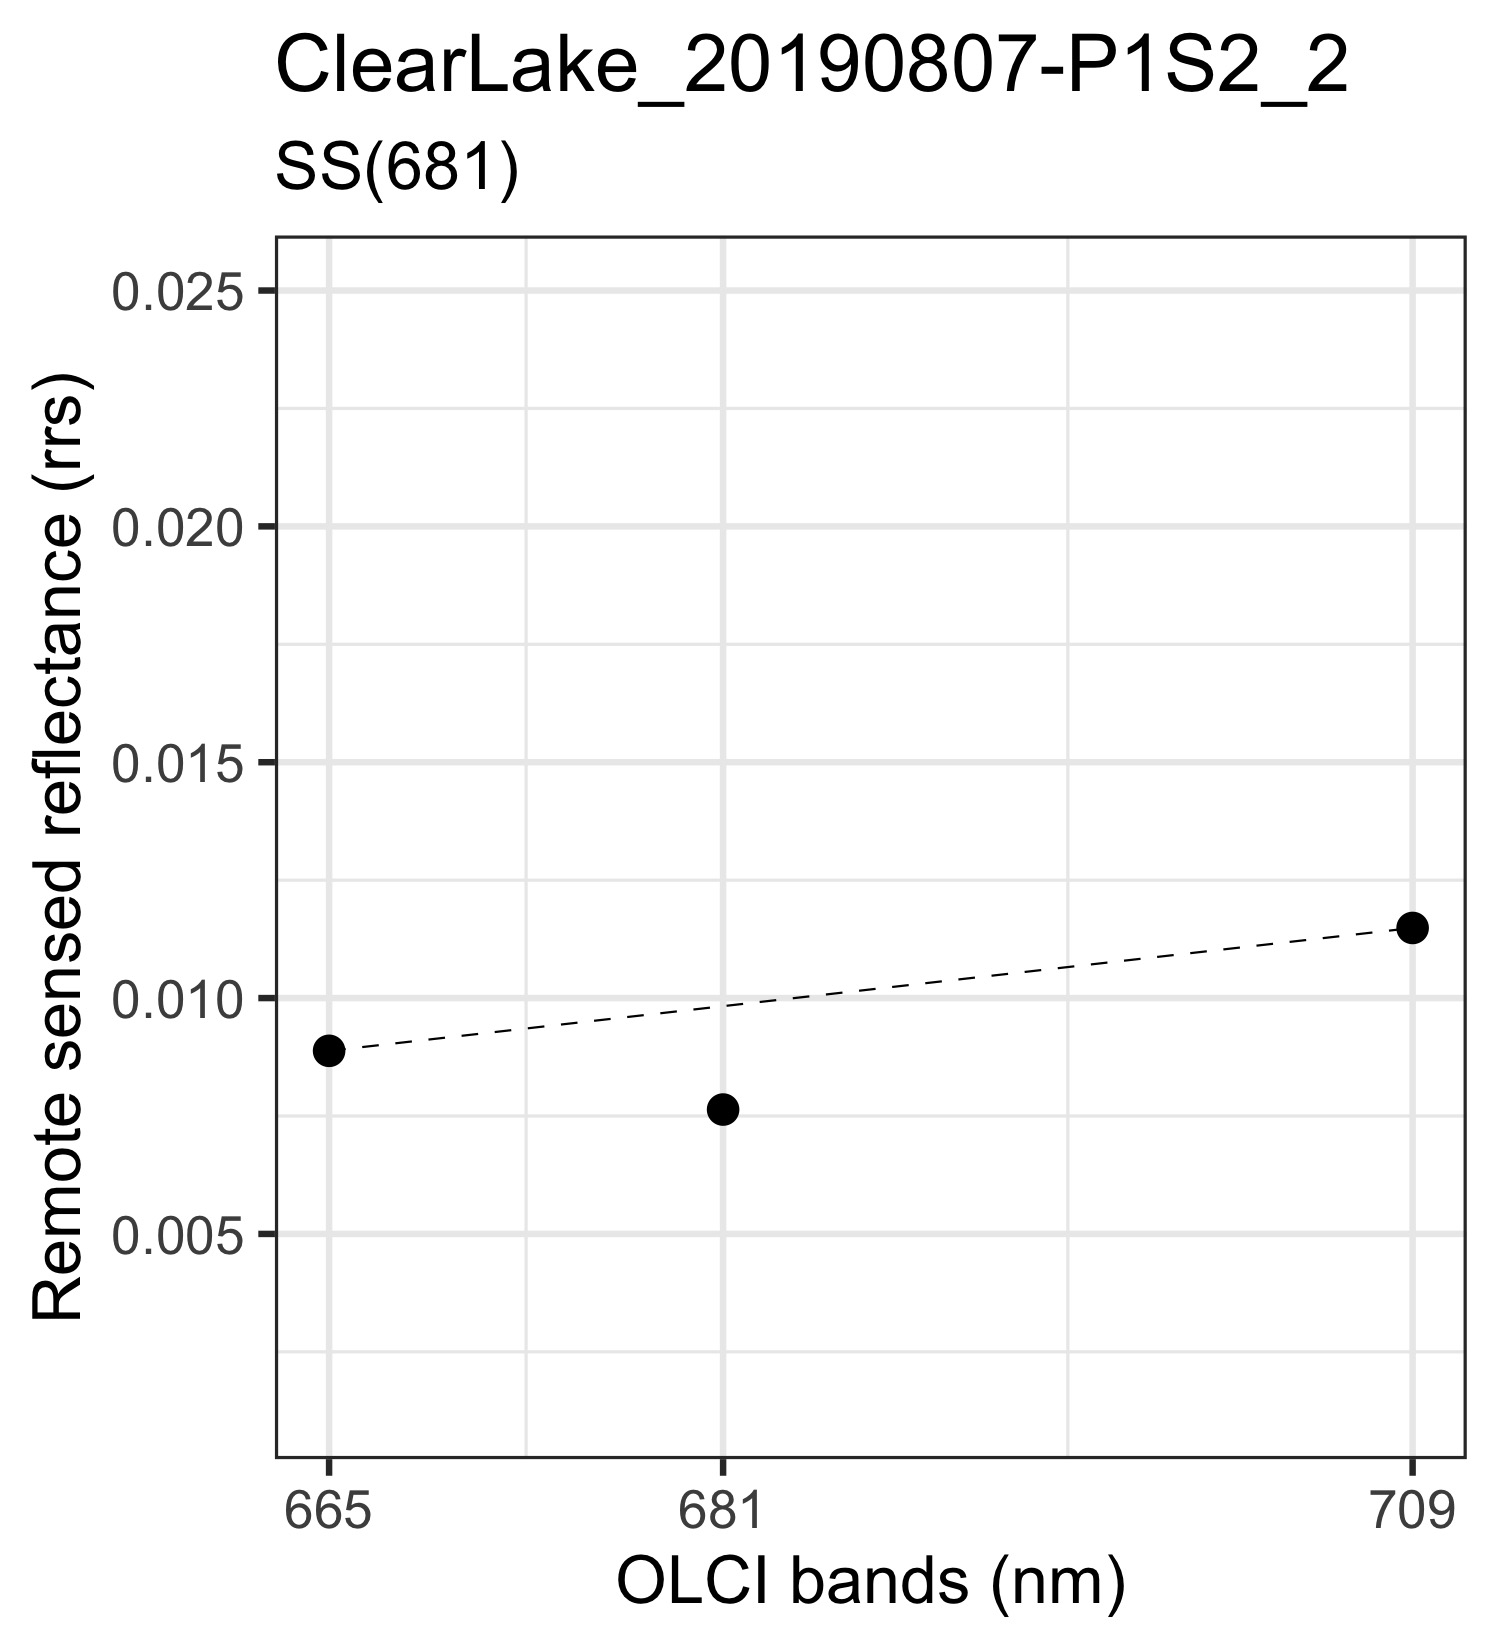 ClearLake_20190807-P1S2_2
SS(681)
Remote sensed reflectance (rrs)
0.025
0.020
0.015
0.010
0.005
665 681 709
OLCI bands (nm)